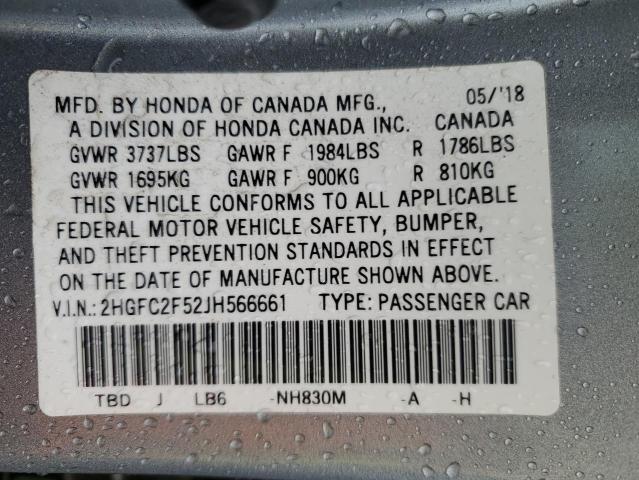 MFD. BY HONDA OF CANADA MFG., 05/'18
A DIVISION OF HONDA CANADA INC. CANADA
GVWR 3737LBS GAWR F 1984LBS R 1786LBS
GVWR 1695KG GAWR F 900KG R 810KG
THIS VEHICLE CONFORMS TO ALL APPLICABLE
FEDERAL MOTOR VEHICLE SAFETY, BUMPER,
AND THEFT PREVENTION STANDARDS IN EFFECT
ON THE DATE OF MANUFACTURE SHOWN ABOVE.
V.I.N.: 2HGFC2F52JH566661 TYPE: PASSENGER CAR
TBD J LB6 -NH830M -A -H